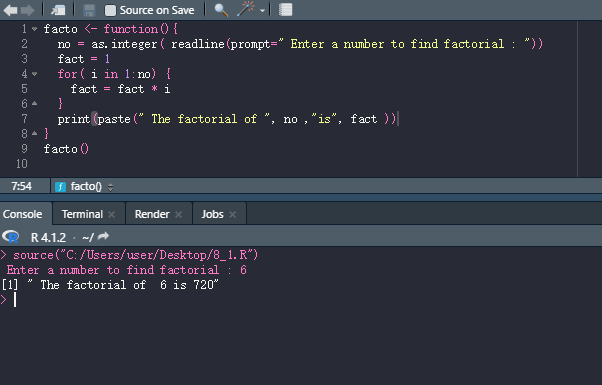 Source on Save
1 facto <- function(){
2 no = as.integer( readline(prompt=" Enter a number to find factorial : "))
3 fact = 1
4 for( i in 1:no) {
5 fact = fact * i
6 }
7 print(paste(" The factorial of ", no ,"is", fact ))
8 }
9 facto()
10
7:54 f facto()
Console Terminal Render Jobs
R R 4.1.2 · ~/
> source("C:/Users/user/Desktop/8_1.R")
Enter a number to find factorial : 6
[1] " The factorial of  6 is 720"
>